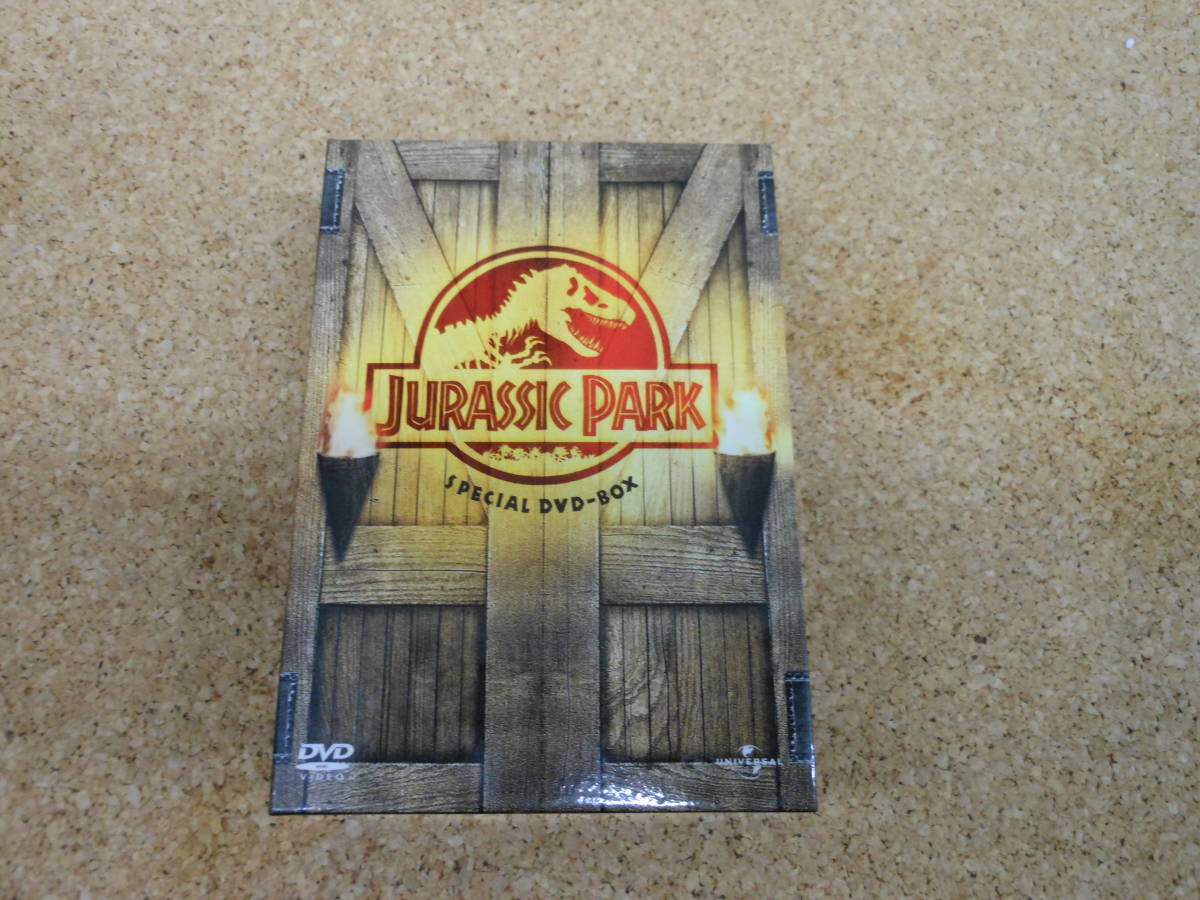 JURASSIC PARK
SPECIAL DVD-BOX
DVD
VIDEO
UNIVERSAL